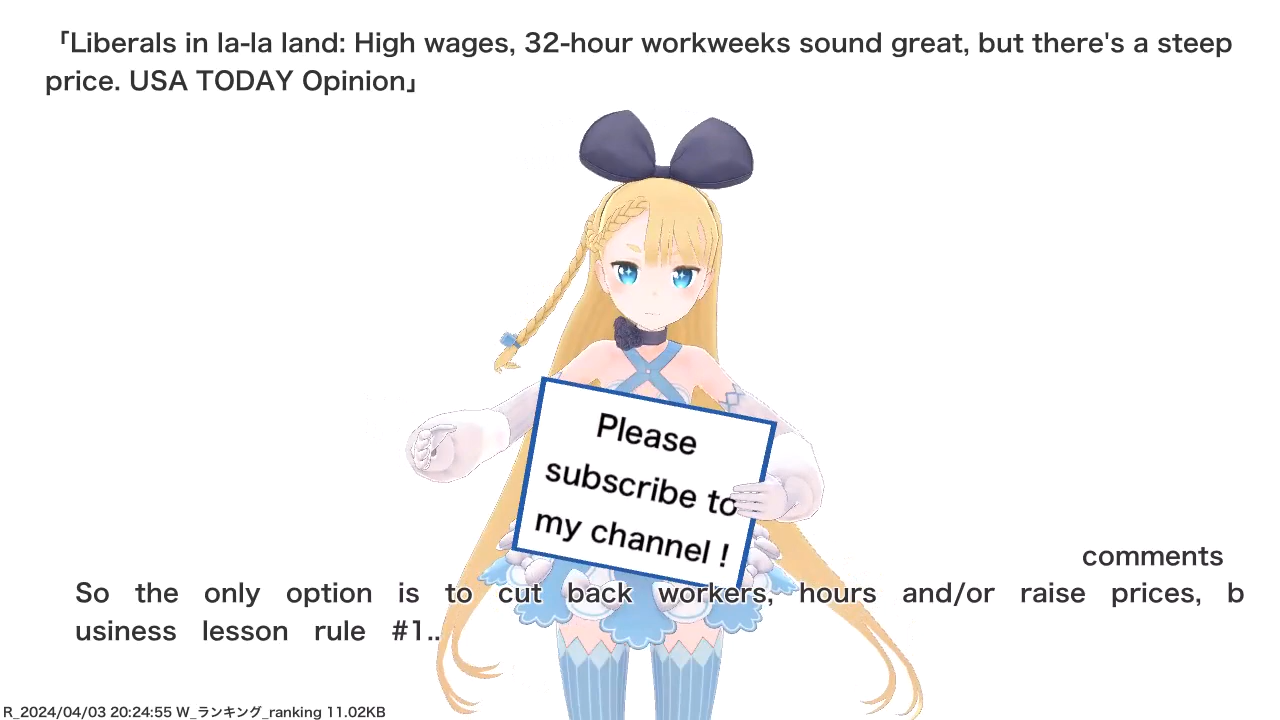 「Liberals in la-la land: High wages, 32-hour workweeks sound great, but there's a steep
price. USA TODAY Opinion」
Please
subscribe to
my channel !
comments
So the only option is to cut back workers, hours and/or raise prices, b
usiness lesson rule #1..
R_2024/04/03 20:24:55 W_ランキング_ranking 11.02KB